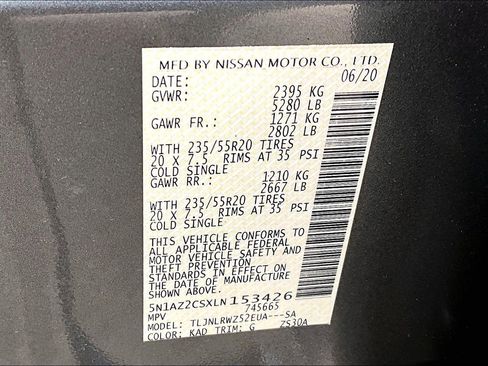 MFD BY NISSAN MOTOR CO., LTD.
DATE: 06/20
GVWR: 2395 KG
5280 LB
GAWR FR.: 1271 KG
2802 LB
WITH 235/55R20 TIRES
20 X 7.5 RIMS AT 35 PSI
COLD SINGLE
GAWR RR.: 1210 KG
2667 LB
WITH 235/55R20 TIRES
20 X 7.5 RIMS AT 35 PSI
COLD SINGLE
THIS VEHICLE CONFORMS TO
ALL APPLICABLE FEDERAL
MOTOR VEHICLE SAFETY AND
THEFT PREVENTION
STANDARDS IN EFFECT ON
THE DATE OF MANUFACTURE
SHOWN ABOVE.
5N1AZ2CSXLN153426
MPV 745665
MODEL: TLJNLRWZ52EUA---SA
COLOR: KAD TRIM: G ZS30A